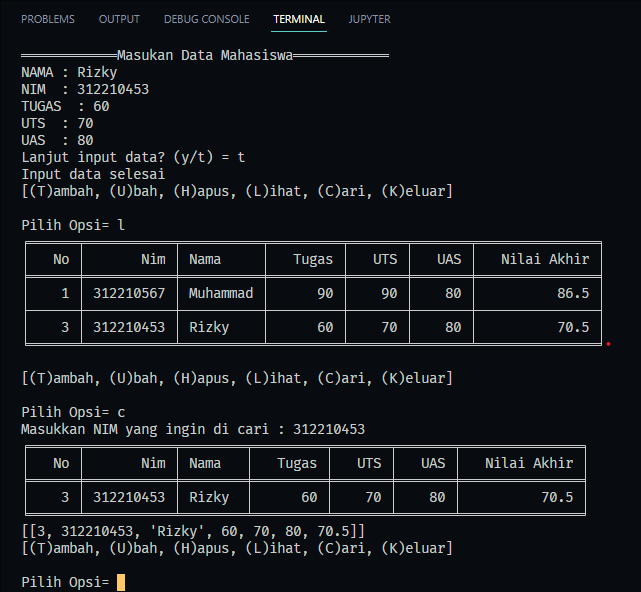 PROBLEMS OUTPUT DEBUG CONSOLE TERMINAL JUPYTER
════════════Masukan Data Mahasiswa════════════
NAMA : Rizky
NIM  : 312210453
TUGAS  : 60
UTS  : 70
UAS  : 80
Lanjut input data? (y/t) = t
Input data selesai
[(T)ambah, (U)bah, (H)apus, (L)ihat, (C)ari, (K)eluar]
Pilih Opsi= l
No Nim Nama Tugas UTS UAS Nilai Akhir
1 312210567 Muhammad 90 90 80 86.5
3 312210453 Rizky 60 70 80 70.5
[(T)ambah, (U)bah, (H)apus, (L)ihat, (C)ari, (K)eluar]
Pilih Opsi= c
Masukkan NIM yang ingin di cari : 312210453
No Nim Nama Tugas UTS UAS Nilai Akhir
3 312210453 Rizky 60 70 80 70.5
[[3, 312210453, 'Rizky', 60, 70, 80, 70.5]]
[(T)ambah, (U)bah, (H)apus, (L)ihat, (C)ari, (K)eluar]
Pilih Opsi=